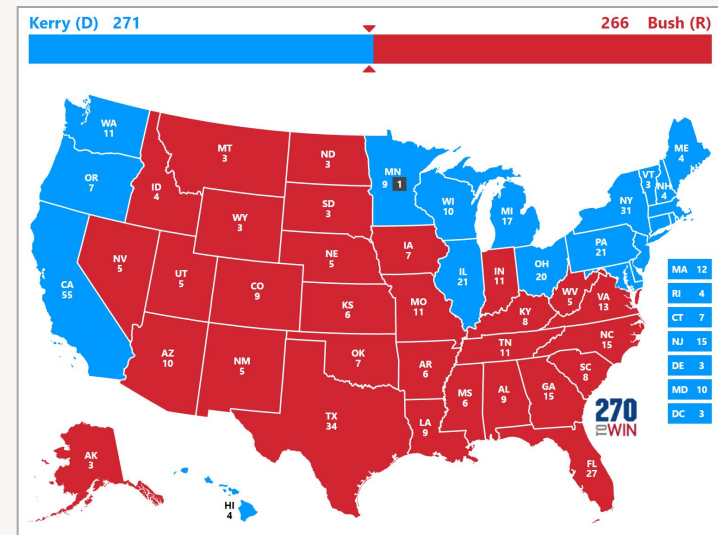 Kerry (D) 271
266 Bush (R)
WA
11
OR
7
CA
55
NV
5
ID
4
MT
3
WY
3
UT
5
AZ
10
CO
9
NM
5
ND
3
SD
3
NE
5
KS
6
OK
7
TX
34
MN
9 1
IA
7
MO
11
AR
6
LA
9
WI
10
IL
21
MI
17
IN
11
OH
20
KY
8
TN
11
MS
6
AL
9
GA
15
FL
27
SC
8
NC
15
VA
13
WV
5
PA
21
NY
31
VT
3
NH
4
ME
4
MA 12
RI 4
CT 7
NJ 15
DE 3
MD 10
DC 3
AK
3
HI
4
270
TO WIN